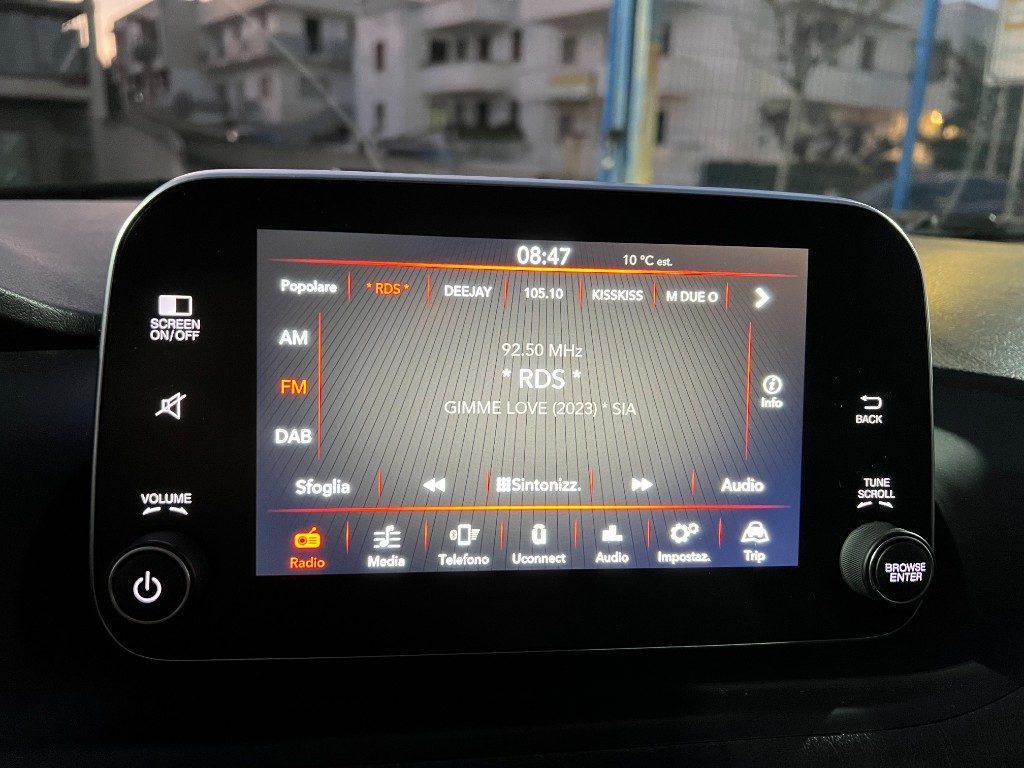 08:47
10 °C est.
Popolare
* RDS *
DEEJAY
105.10
KISSKISS
M DUE O
SCREEN
ON/OFF
AM
FM
DAB
92.50 MHz
* RDS *
GIMME LOVE (2023) * SIA
i
Info
BACK
VOLUME
TUNE
SCROLL
Sfoglia
Sintonizz.
Audio
Radio
Media
Telefono
Uconnect
Audio
Impostaz.
Trip
BROWSE
ENTER